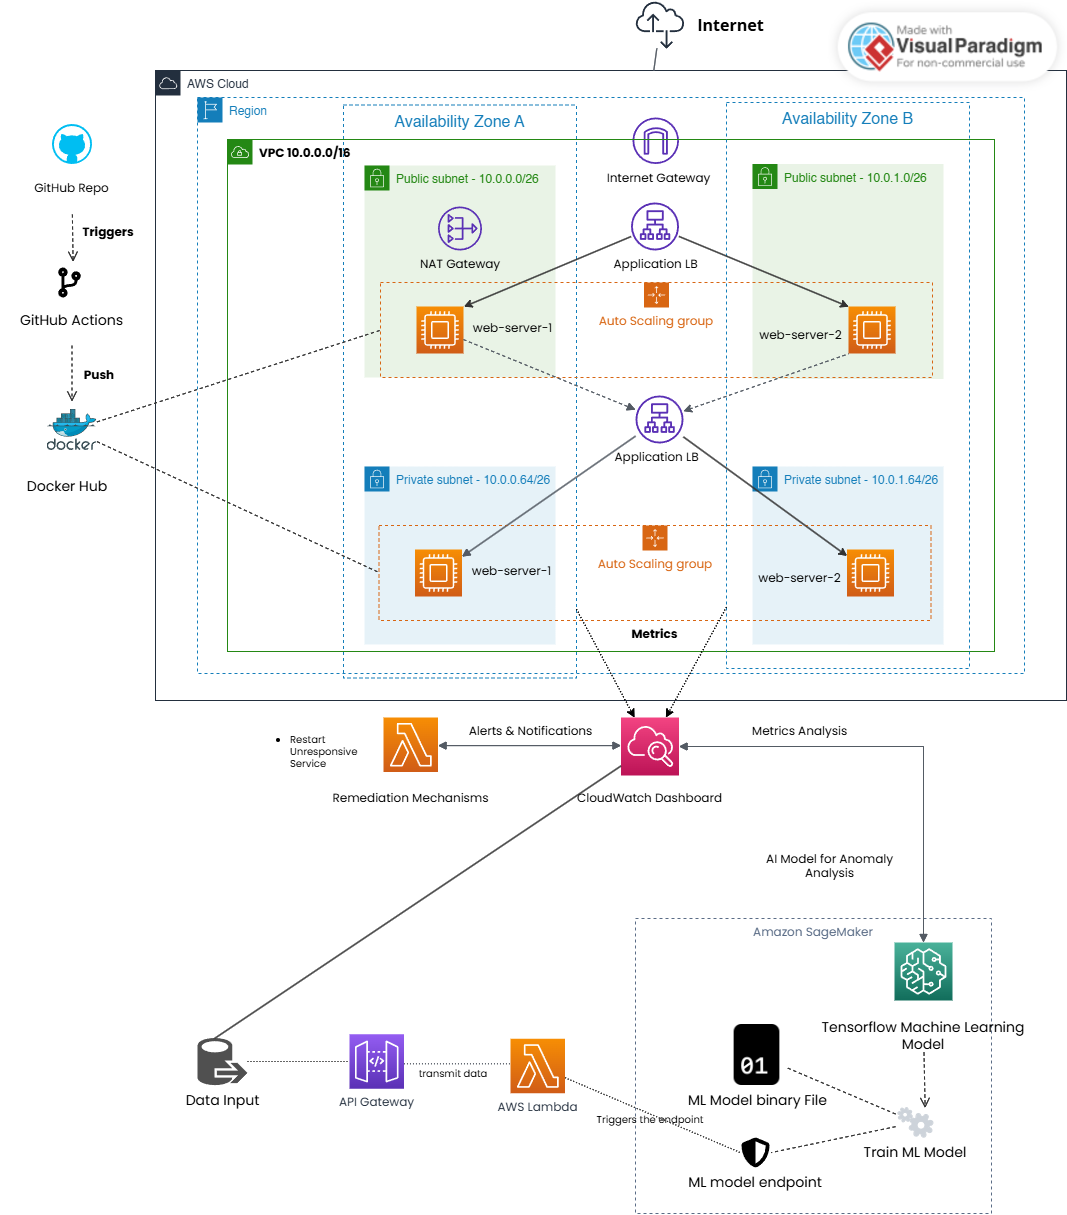 Internet
Made with
VisualParadigm
For non-commercial use
AWS Cloud
Region
Availability Zone A
Availability Zone B
VPC 10.0.0.0/16
GitHub Repo
Triggers
GitHub Actions
Push
docker
Docker Hub
Public subnet - 10.0.0.0/26
Internet Gateway
Public subnet - 10.0.1.0/26
NAT Gateway
Application LB
web-server-1
Auto Scaling group
web-server-2
Application LB
Private subnet - 10.0.0.64/26
Private subnet - 10.0.1.64/26
web-server-1
Auto Scaling group
web-server-2
Metrics
Restart
Unresponsive
Service
Alerts & Notifications
Metrics Analysis
Remediation Mechanisms
CloudWatch Dashboard
AI Model for Anomaly
Analysis
Amazon SageMaker
Tensorflow Machine Learning
Model
01
ML Model binary File
Train ML Model
ML model endpoint
Data Input
API Gateway
transmit data
AWS Lambda
Triggers the endpoint